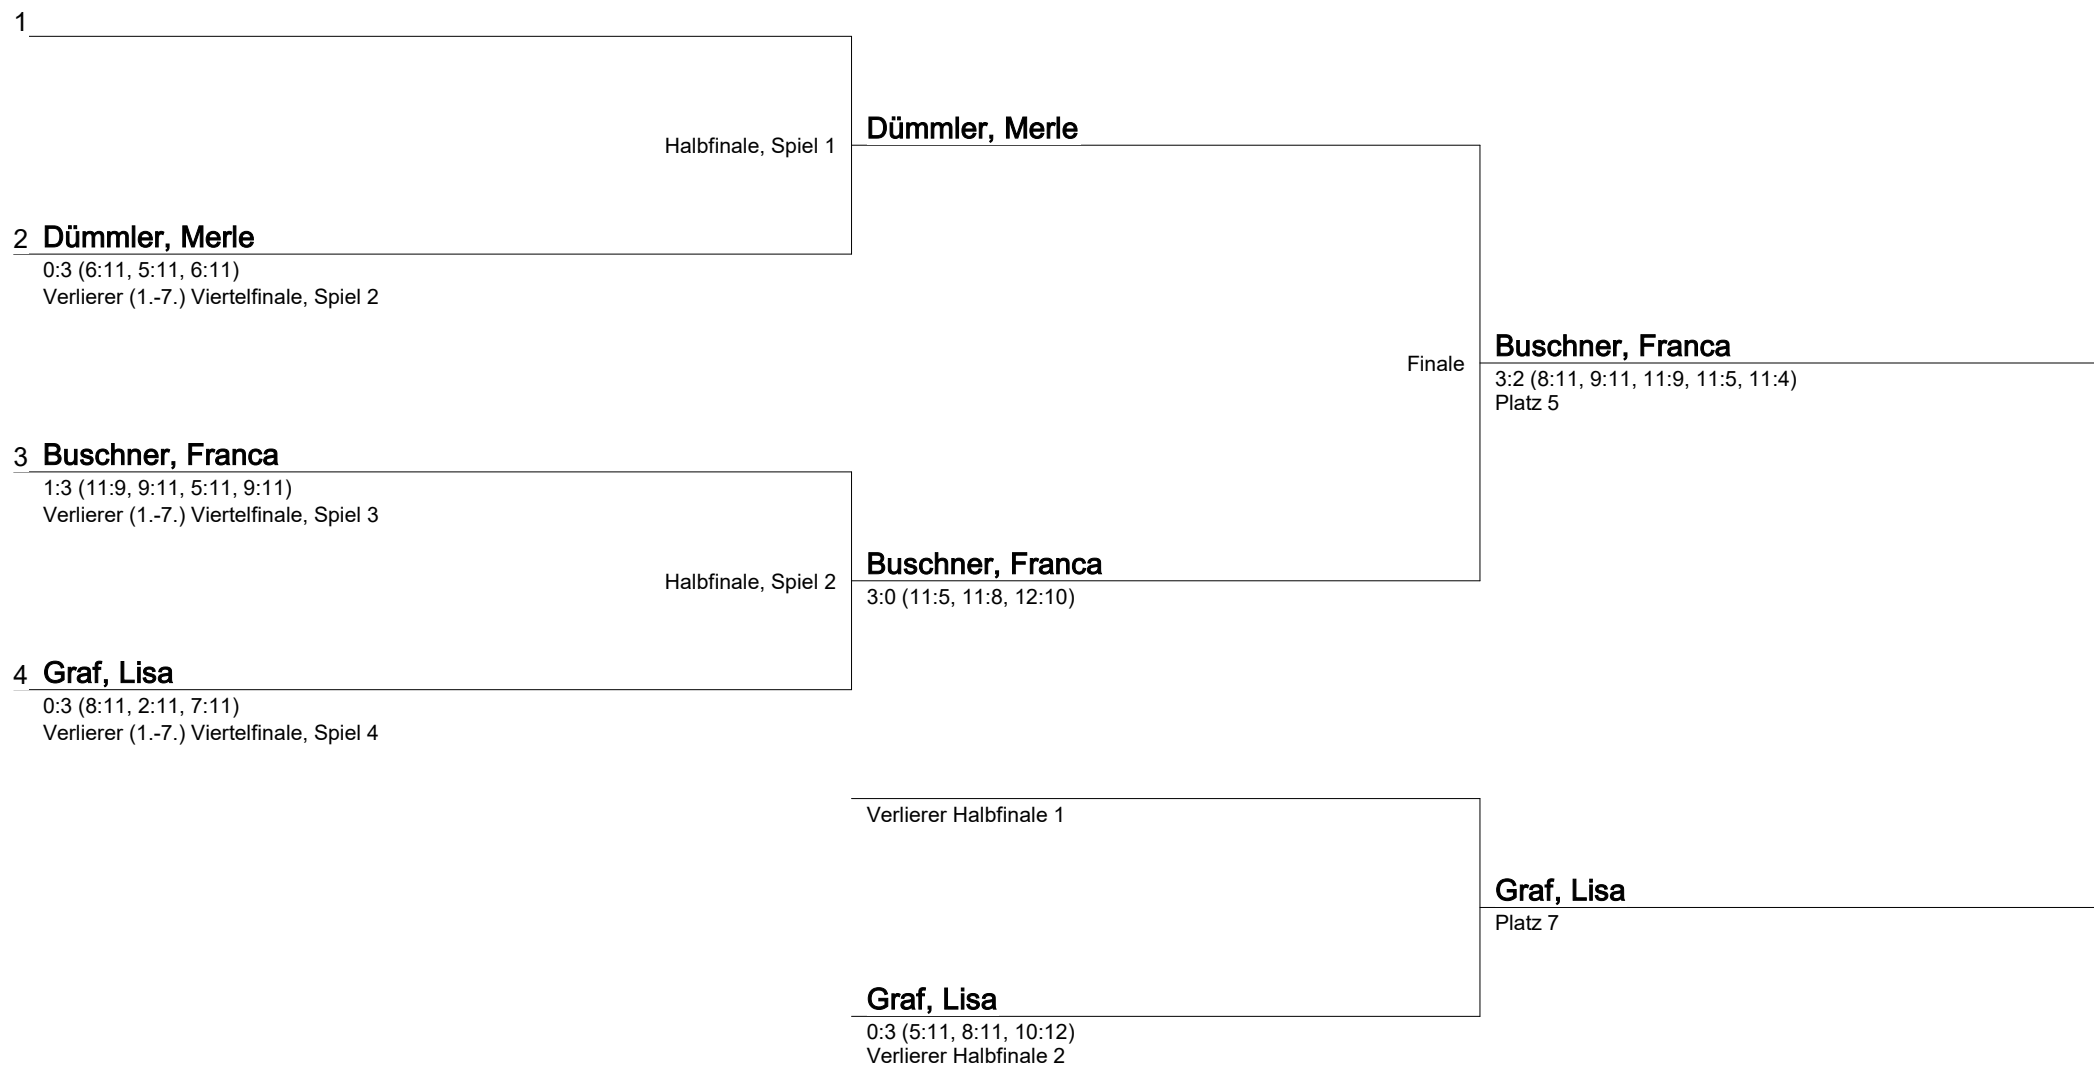 1
Dümmler, Merle
Halbfinale, Spiel 1
2 Dümmler, Merle
0:3 (6:11, 5:11, 6:11)
Verlierer (1.-7.) Viertelfinale, Spiel 2
Buschner, Franca
Finale
3:2 (8:11, 9:11, 11:9, 11:5, 11:4)
Platz 5
3 Buschner, Franca
1:3 (11:9, 9:11, 5:11, 9:11)
Verlierer (1.-7.) Viertelfinale, Spiel 3
Buschner, Franca
Halbfinale, Spiel 2
3:0 (11:5, 11:8, 12:10)
4 Graf, Lisa
0:3 (8:11, 2:11, 7:11)
Verlierer (1.-7.) Viertelfinale, Spiel 4
Verlierer Halbfinale 1
Graf, Lisa
Platz 7
Graf, Lisa
0:3 (5:11, 8:11, 10:12)
Verlierer Halbfinale 2